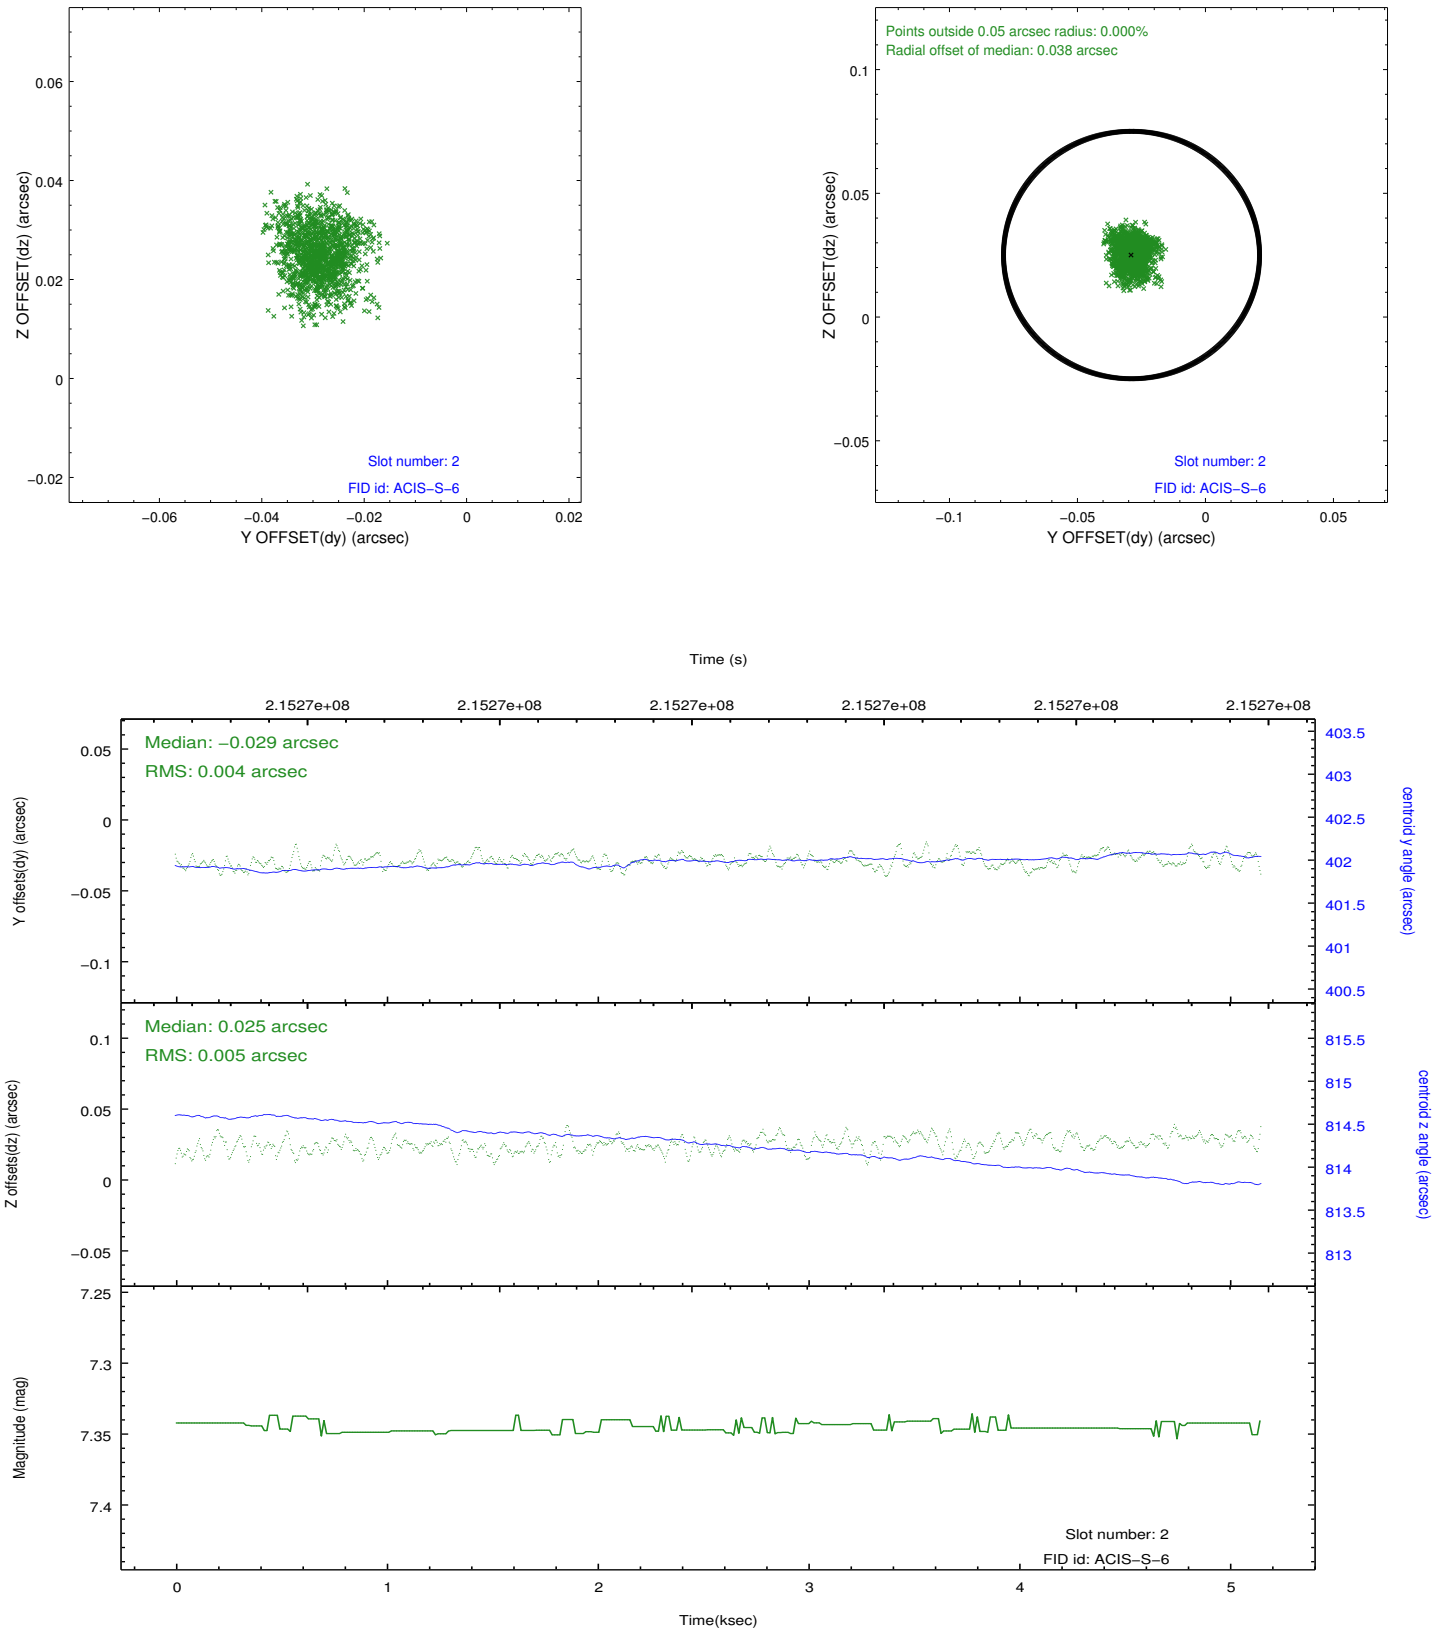 0.06
0.04
0.02
0
−0.02
Z OFFSET(dz) (arcsec)
Slot number: 2
FID id: ACIS−S−6
−0.06
−0.04
−0.02
0
0.02
Y OFFSET(dy) (arcsec)
Points outside 0.05 arcsec radius: 0.000%
Radial offset of median: 0.038 arcsec
0.1
0.05
0
−0.05
Z OFFSET(dz) (arcsec)
Slot number: 2
FID id: ACIS−S−6
−0.1
−0.05
0
0.05
Y OFFSET(dy) (arcsec)
Time (s)
2.1527e+08
2.1527e+08
2.1527e+08
2.1527e+08
2.1527e+08
2.1527e+08
Median: −0.029 arcsec
RMS: 0.004 arcsec
0.05
0
−0.05
−0.1
Y offsets(dy) (arcsec)
403.5
403
402.5
402
401.5
401
400.5
centroid y angle (arcsec)
Median: 0.025 arcsec
RMS: 0.005 arcsec
0.1
0.05
0
−0.05
Z offsets(dz) (arcsec)
815.5
815
814.5
814
813.5
813
centroid z angle (arcsec)
7.25
7.3
7.35
7.4
Magnitude (mag)
Slot number: 2
FID id: ACIS−S−6
0
1
2
3
4
5
Time(ksec)